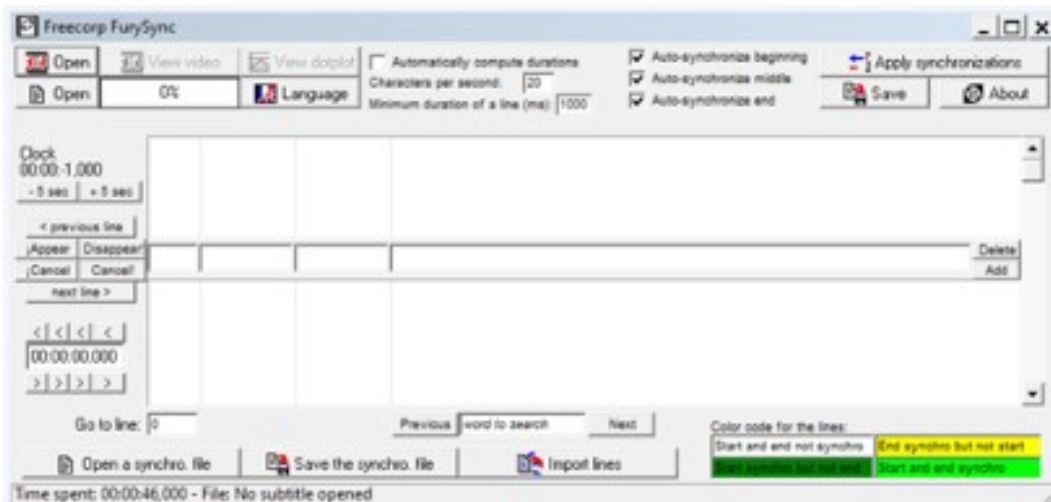 Freecorp FurySync
Open View video View dotplot Automatically compute durations Auto-synchronize beginning Apply synchronizations
Characters per second: 20 Auto-synchronize middle
Open 0% Language Minimum duration of a line (ms): 1000 Auto-synchronize end Save About
Clock
00:00:-1,000
- 5 sec + 5 sec
< previous line
¡Appear Disappear! Delete
¡Cancel Cancel! Add
next line >
< < < <
00:00:00,000
> > > >
Go to line: 0 Previous word to search Next Color code for the lines:
Start and end not synchro End synchro but not start
Open a synchro. file Save the synchro. file Import lines Start synchro but not end Start and end synchro
Time spent: 00:00:46,000 - File: No subtitle opened